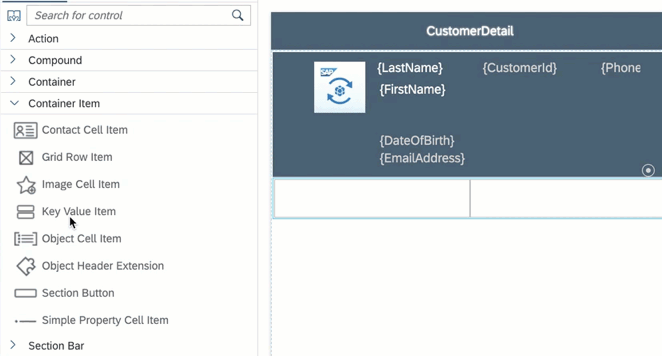 Search for control
Action
Compound
Container
Container Item
Contact Cell Item
Grid Row Item
Image Cell Item
Key Value Item
Object Cell Item
Object Header Extension
Section Button
Simple Property Cell Item
Section Bar
CustomerDetail
SAP
{LastName} {CustomerId} {Phone
{FirstName}
{DateOfBirth}
{EmailAddress}